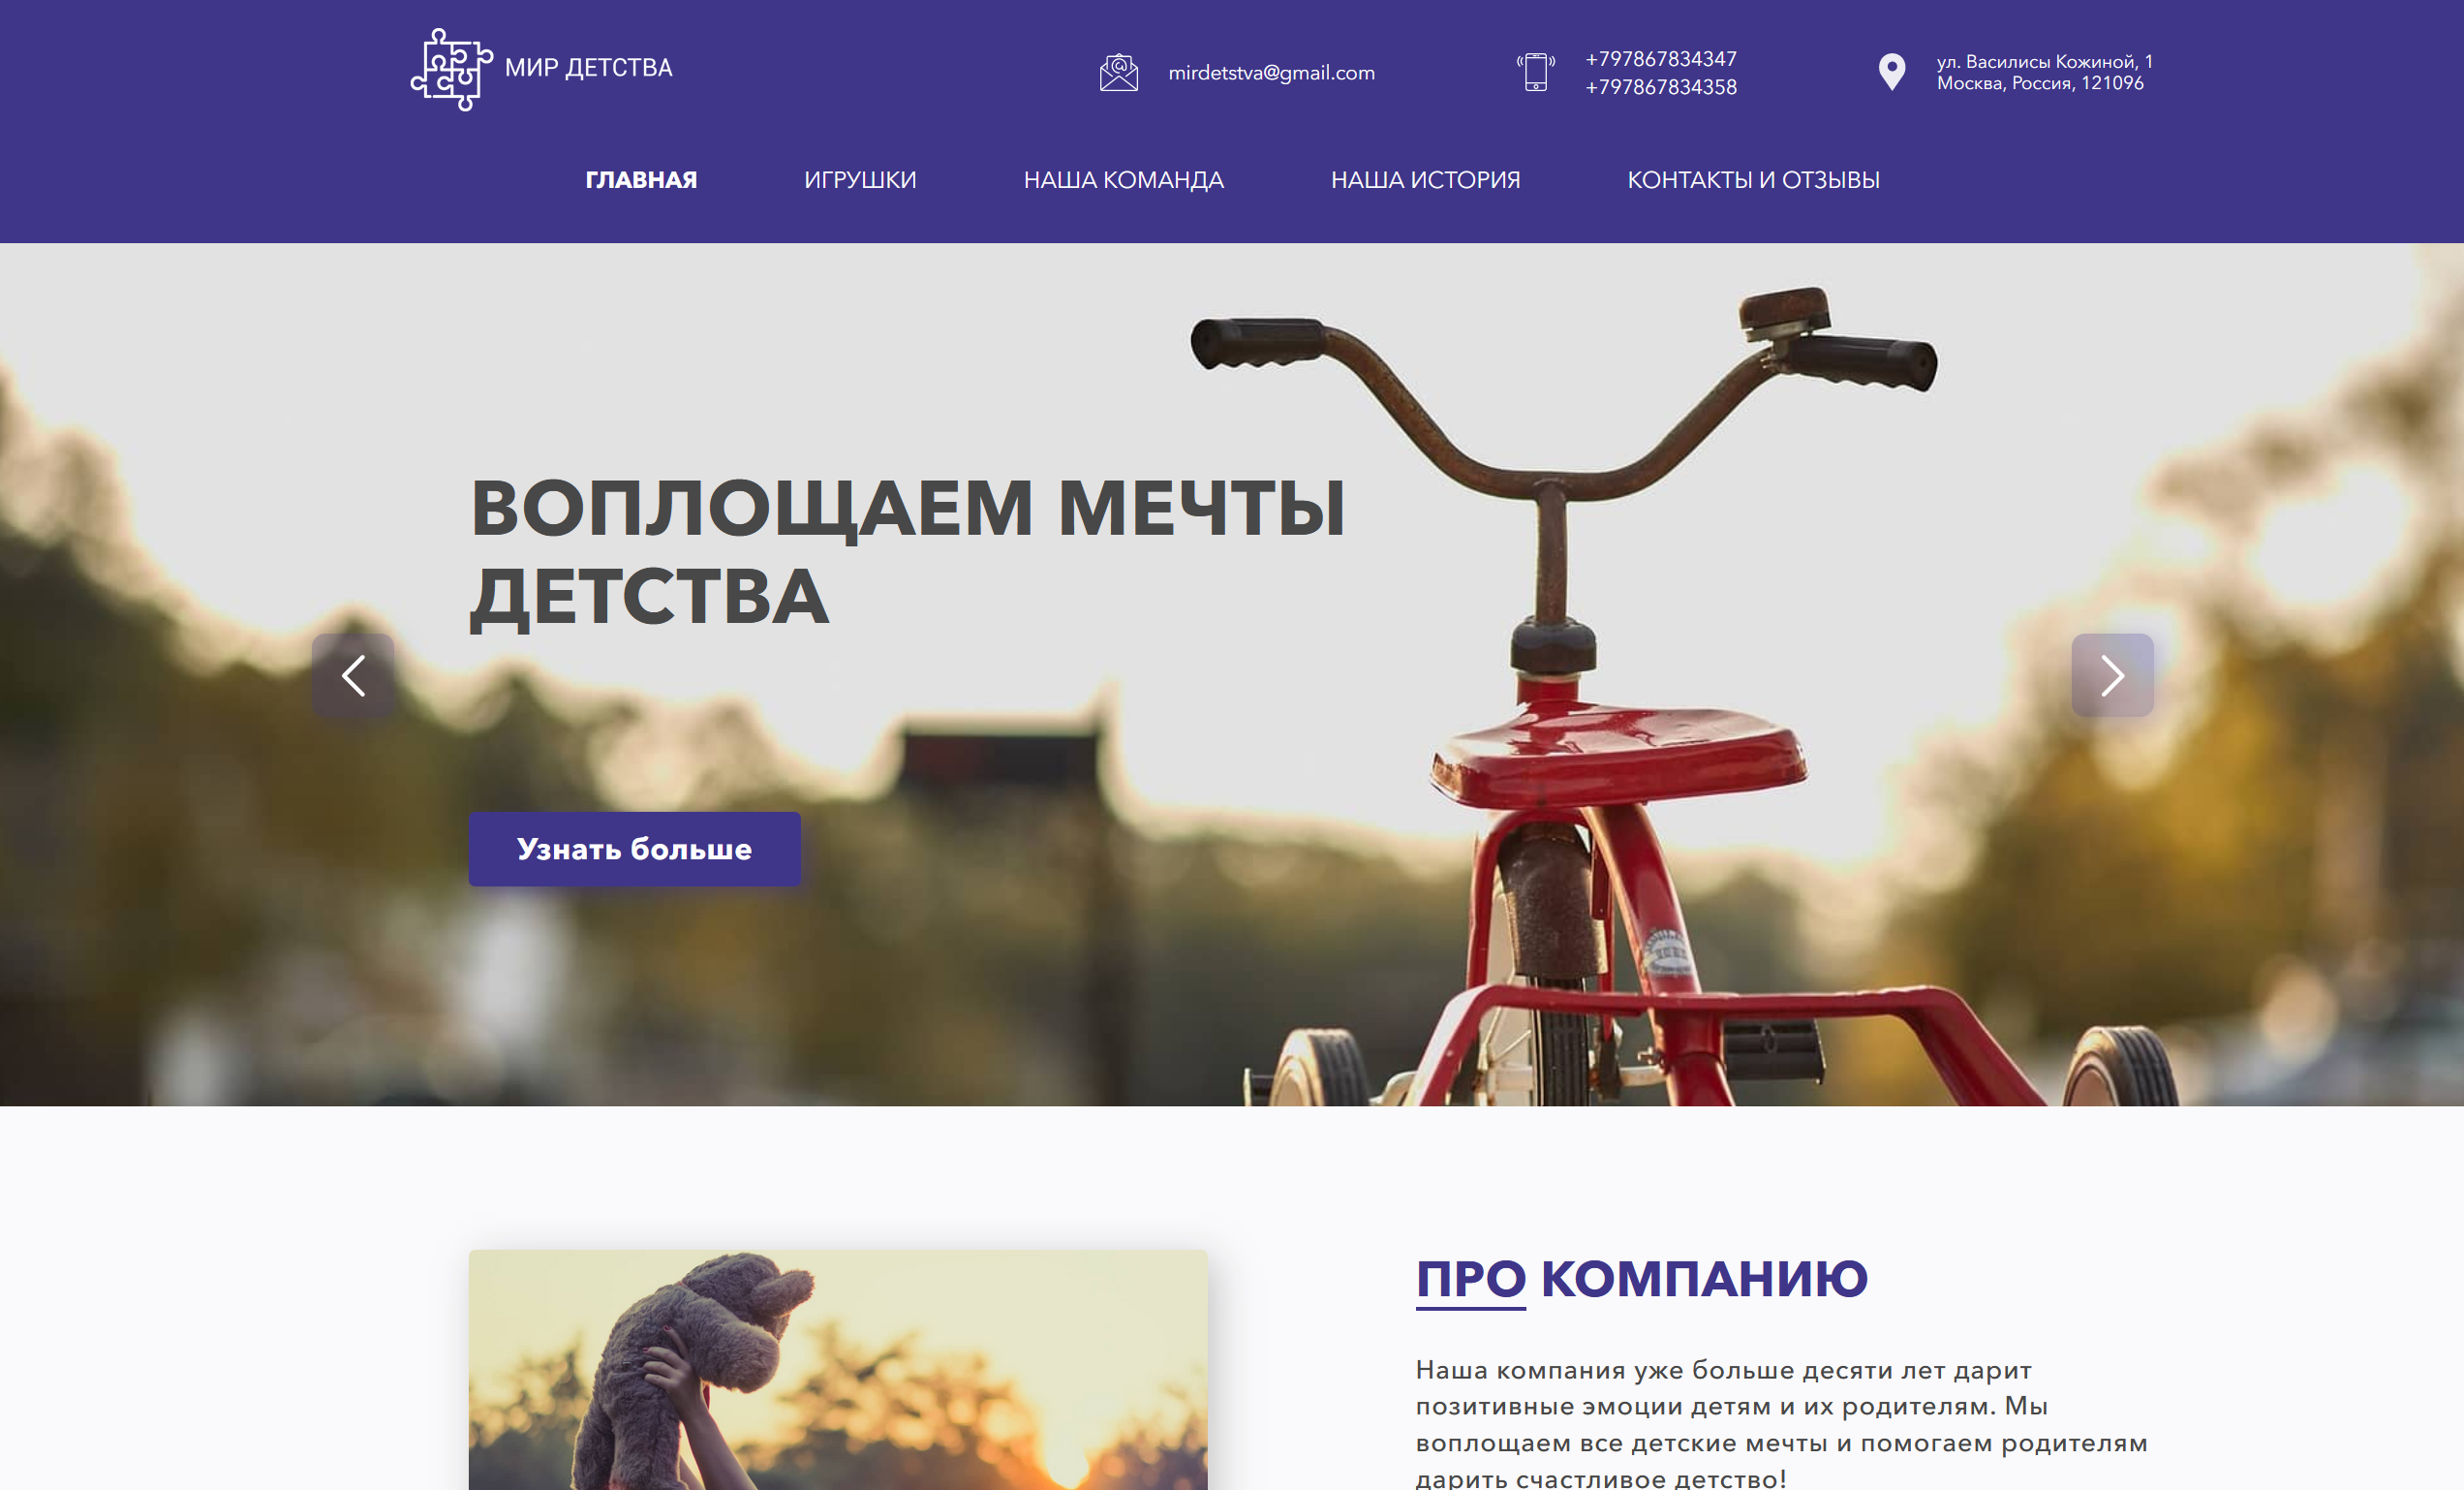 МИР ДЕТСТВА
mirdetstva@gmail.com
+797867834347
+797867834358
ул. Василисы Кожиной, 1
Москва, Россия, 121096
ГЛАВНАЯ
ИГРУШКИ
НАША КОМАНДА
НАША ИСТОРИЯ
КОНТАКТЫ И ОТЗЫВЫ
ВОПЛОЩАЕМ МЕЧТЫ
ДЕТСТВА
Узнать больше
ПРО КОМПАНИЮ
Наша компания уже больше десяти лет дарит
позитивные эмоции детям и их родителям. Мы
воплощаем все детские мечты и помогаем родителям
дарить счастливое детство!